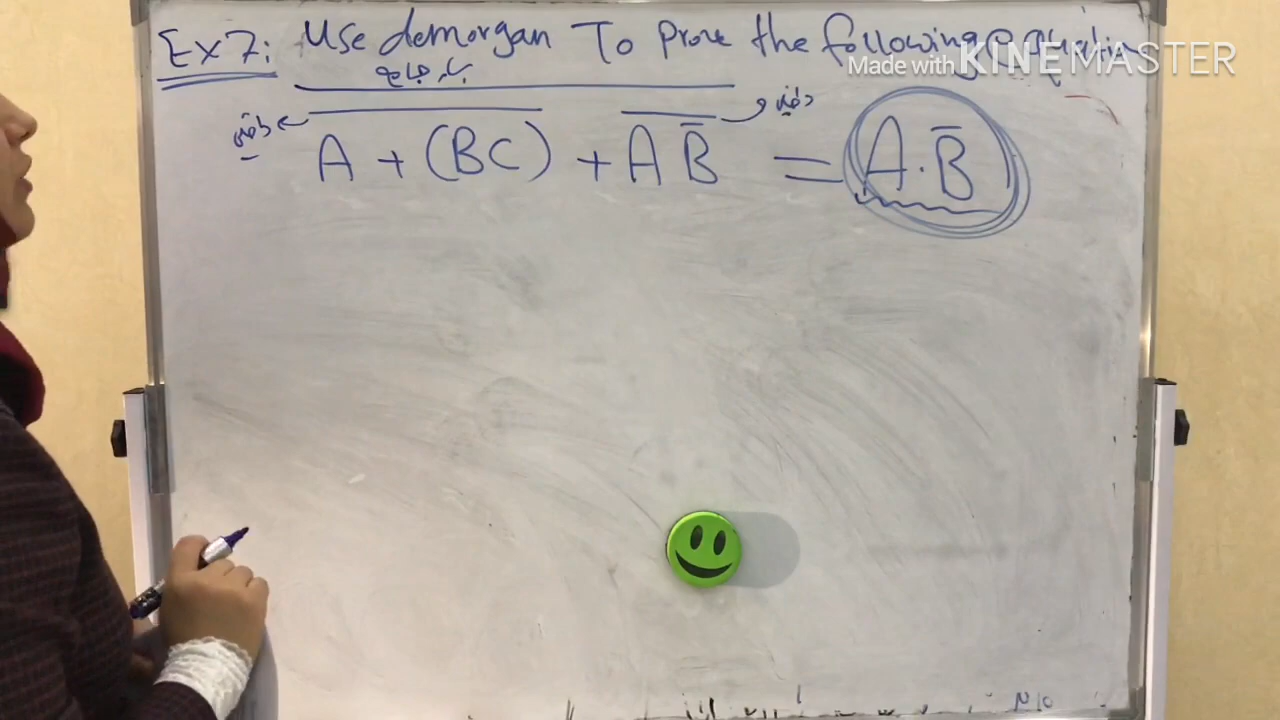 Ex7: Use demorgan To Prove the following
Made with KINEMASTER
A + (BC) + A B̅ = A · B̅